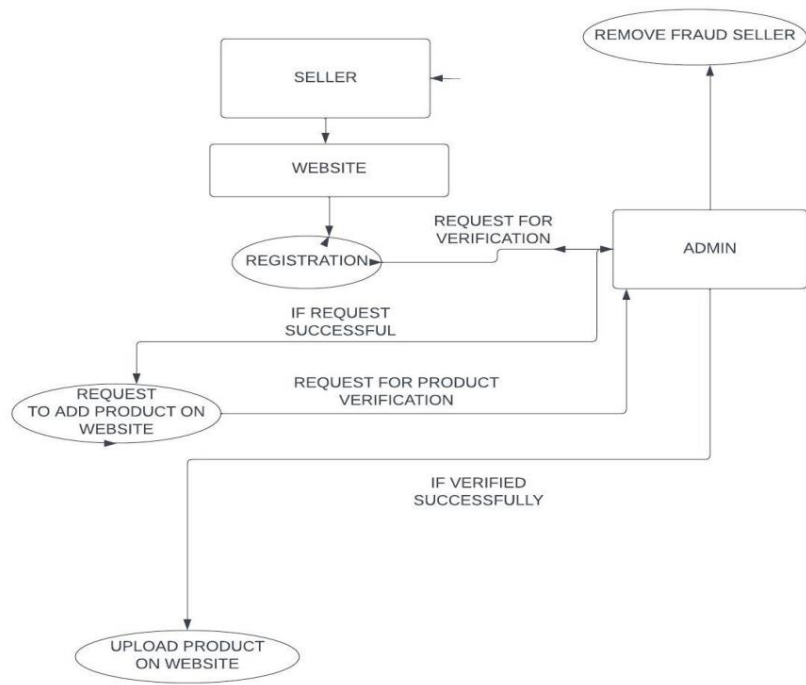 REMOVE FRAUD SELLER
SELLER
WEBSITE
REQUEST FOR
VERIFICATION
ADMIN
REGISTRATION
IF REQUEST
SUCCESSFUL
REQUEST
TO ADD PRODUCT ON
WEBSITE
REQUEST FOR PRODUCT
VERIFICATION
IF VERIFIED
SUCCESSFULLY
UPLOAD PRODUCT
ON WEBSITE